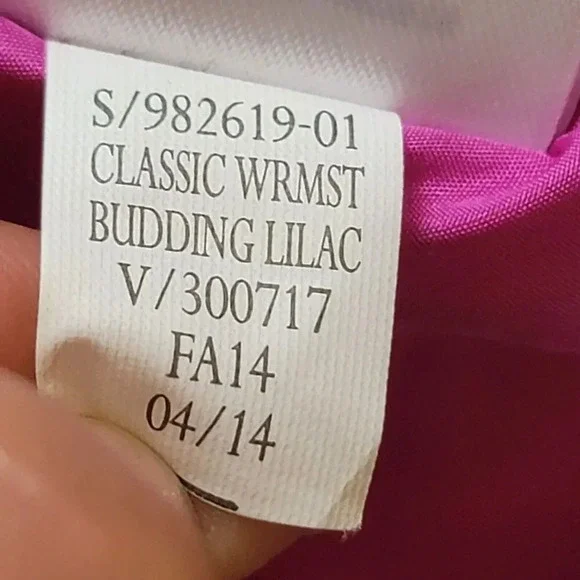 S/982619-01
CLASSIC WRMST
BUDDING LILAC
V/300717
FA14
04/14